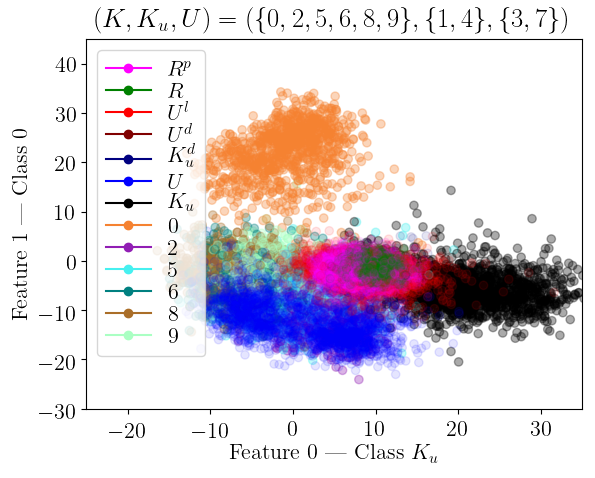 (K, K_u, U) = ({0, 2, 5, 6, 8, 9}, {1, 4}, {3, 7})
Feature 1 — Class 0
40
30
20
10
0
−10
−20
−30
R^p
R
U^l
U^d
K_u^d
U
K_u
0
2
5
6
8
9
−20 −10 0 10 20 30
Feature 0 — Class K_u